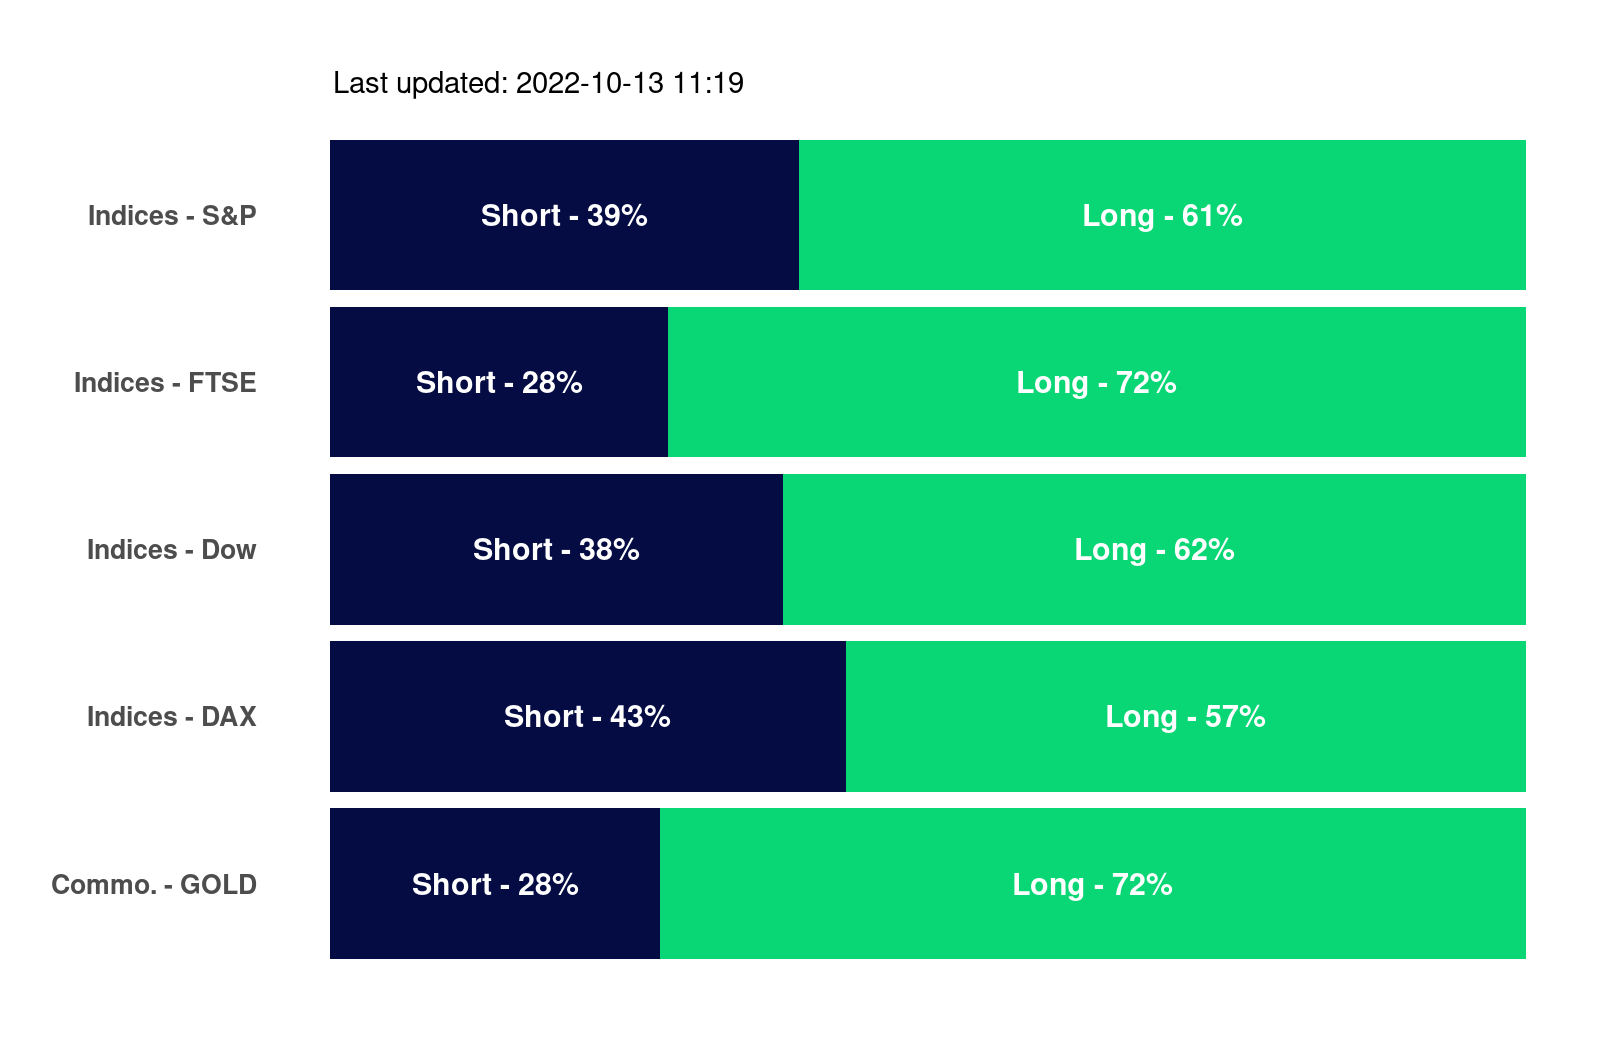 Last updated: 2022-10-13 11:19
Indices - S&P Short - 39% Long - 61%
Indices - FTSE Short - 28% Long - 72%
Indices - Dow Short - 38% Long - 62%
Indices - DAX Short - 43% Long - 57%
Commo. - GOLD Short - 28% Long - 72%